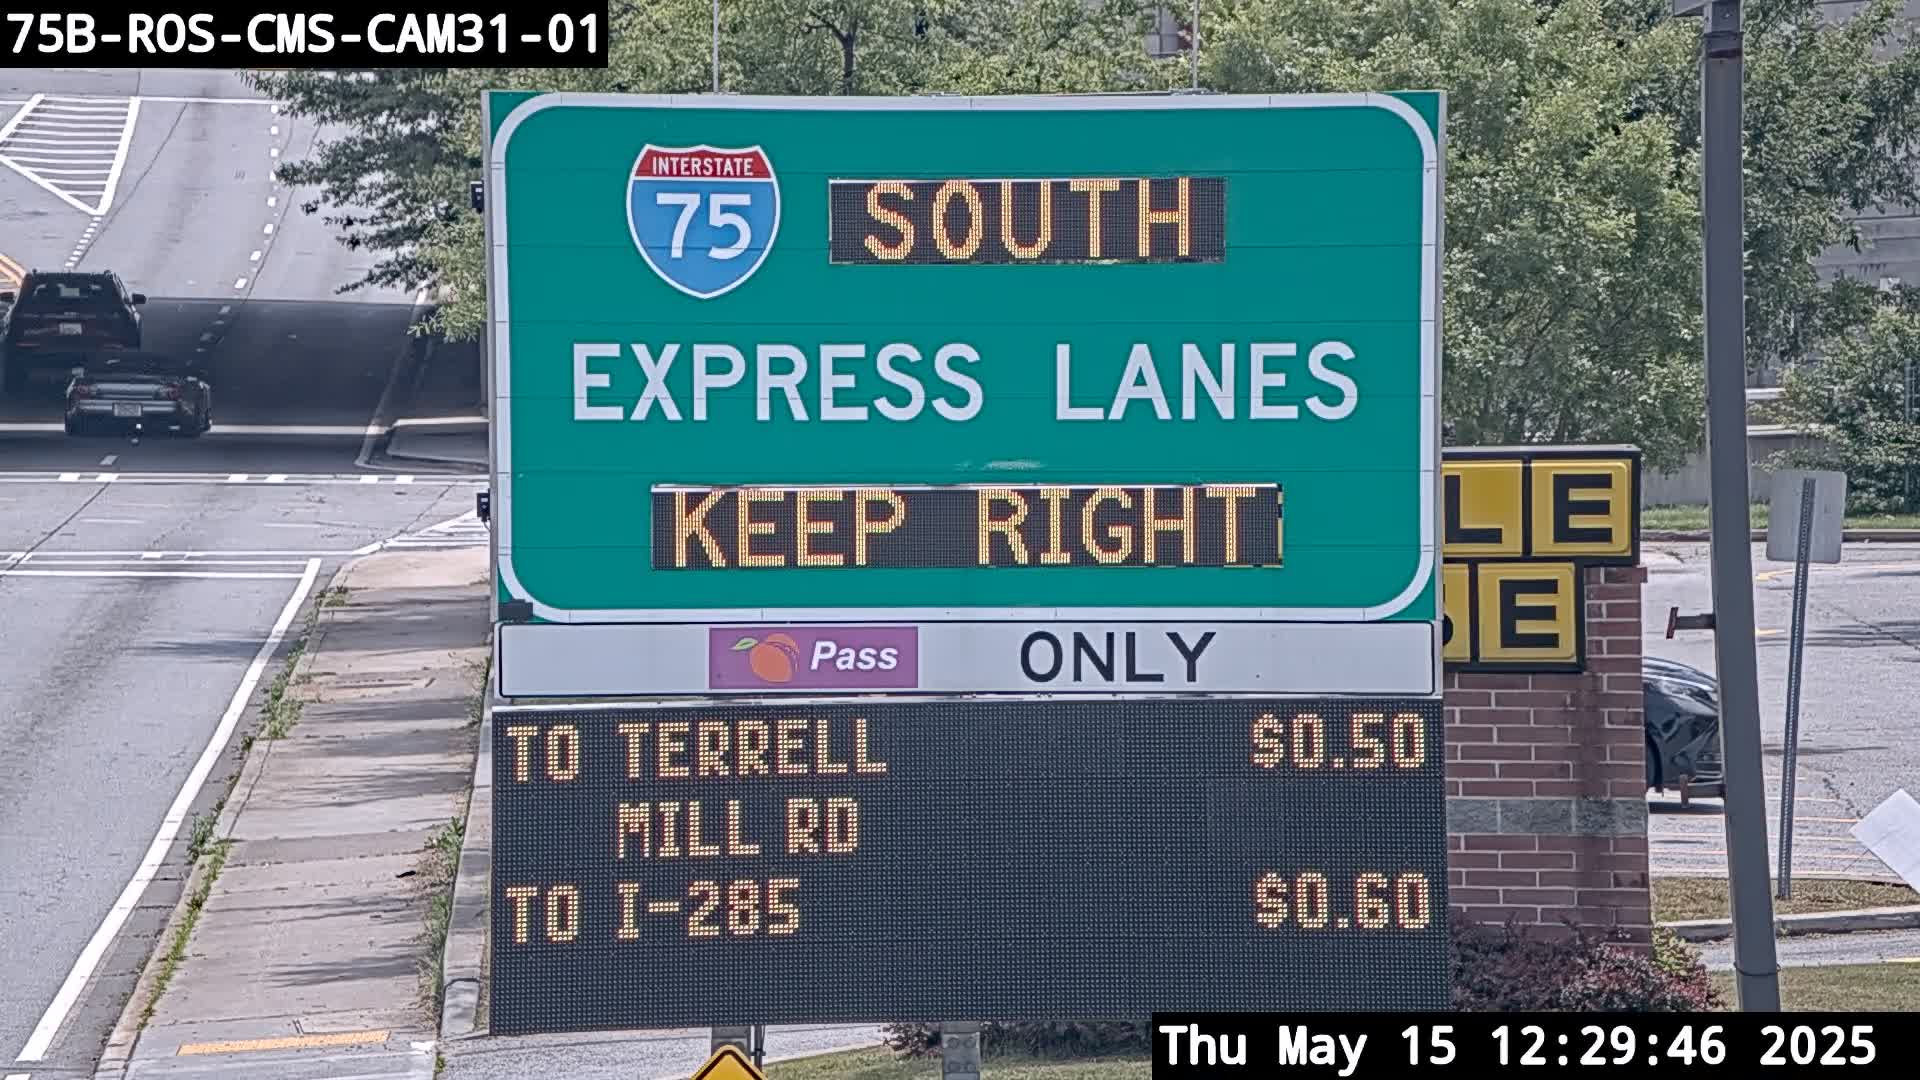 75B-ROS-CMS-CAM31-01
INTERSTATE
75
SOUTH
EXPRESS LANES
KEEP RIGHT
Pass ONLY
TO TERRELL $0.50
MILL RD
TO I-285 $0.60
LE
E
Thu May 15 12:29:46 2025